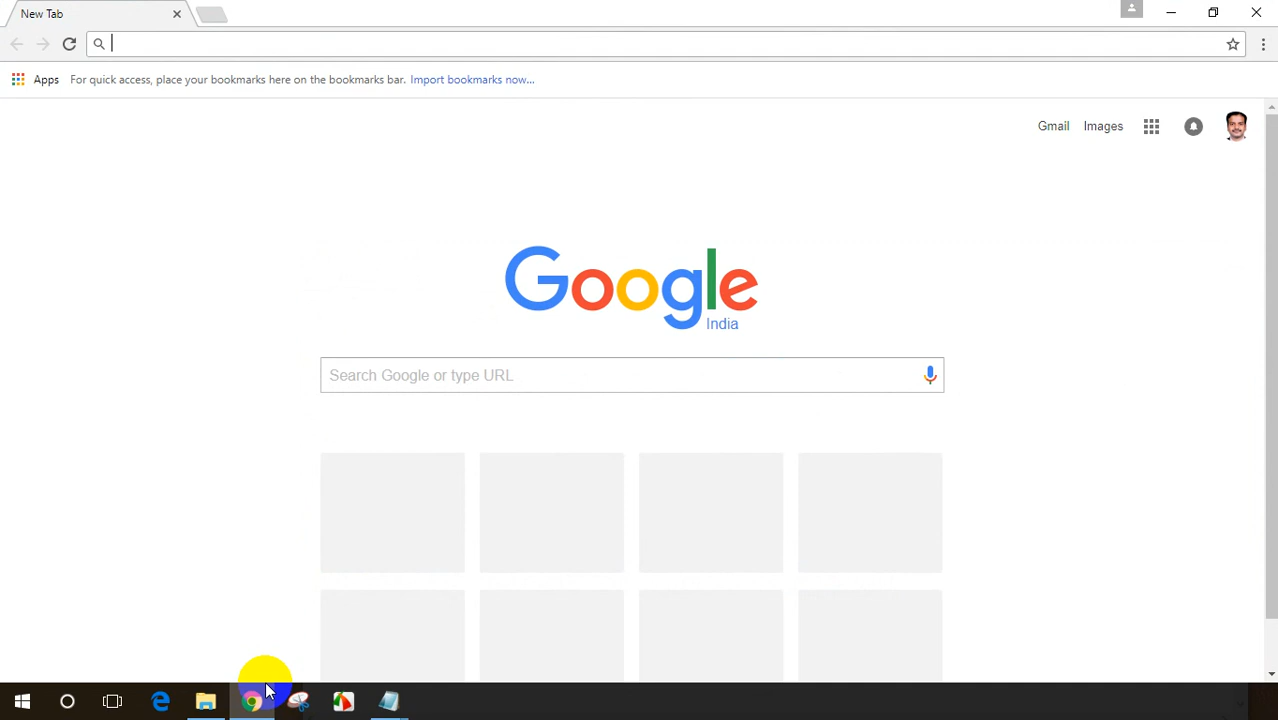 New Tab
Apps For quick access, place your bookmarks here on the bookmarks bar. Import bookmarks now...
Gmail Images
Google
India
Search Google or type URL